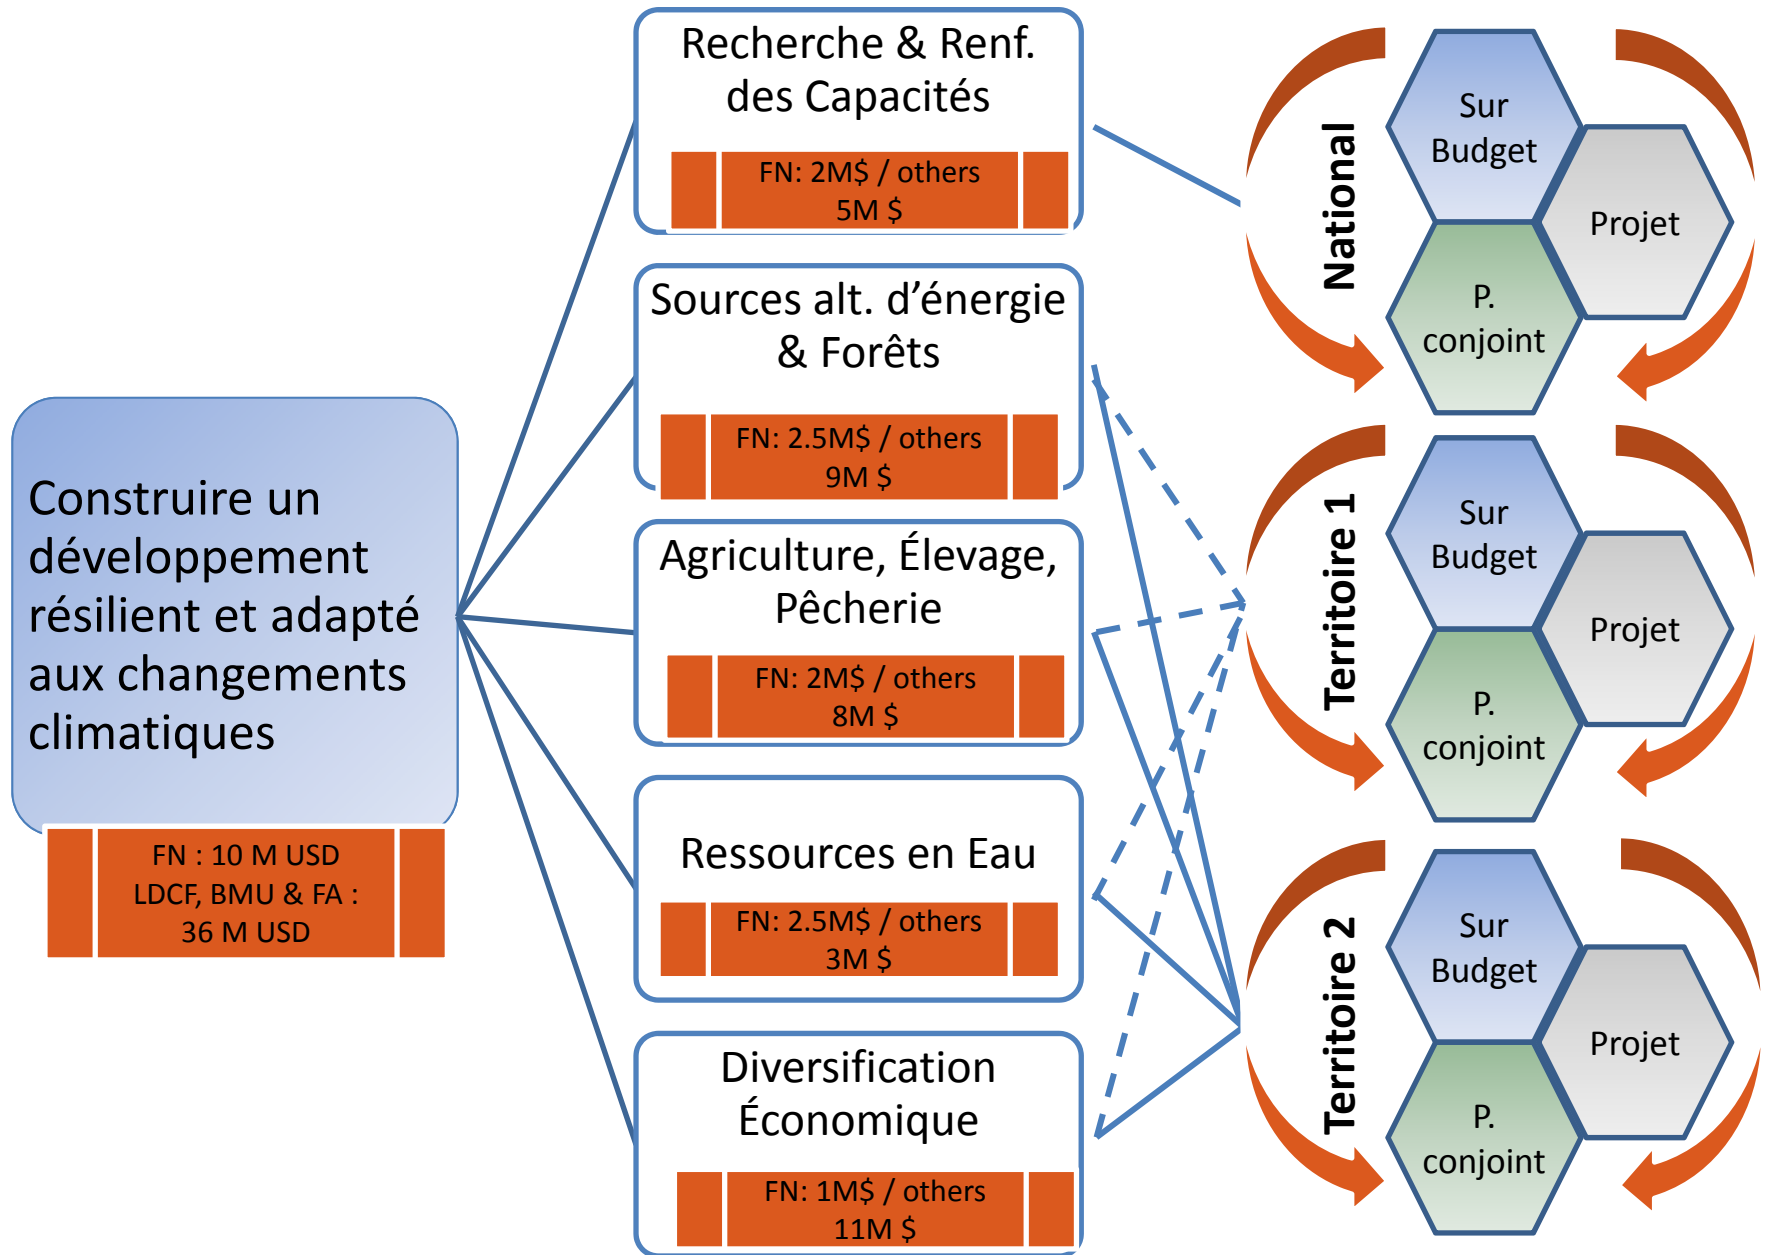 Construire un
développement
résilient et adapté
aux changements
climatiques
FN : 10 M USD
LDCF, BMU & FA :
36 M USD
Recherche & Renf.
des Capacités
FN: 2M$ / others
5M $
Sources alt. d’énergie
& Forêts
FN: 2.5M$ / others
9M $
Agriculture, Élevage,
Pêcherie
FN: 2M$ / others
8M $
Ressources en Eau
FN: 2.5M$ / others
3M $
Diversification
Économique
FN: 1M$ / others
11M $
National
Sur
Budget
Projet
P.
conjoint
Territoire 1
Sur
Budget
Projet
P.
conjoint
Territoire 2
Sur
Budget
Projet
P.
conjoint